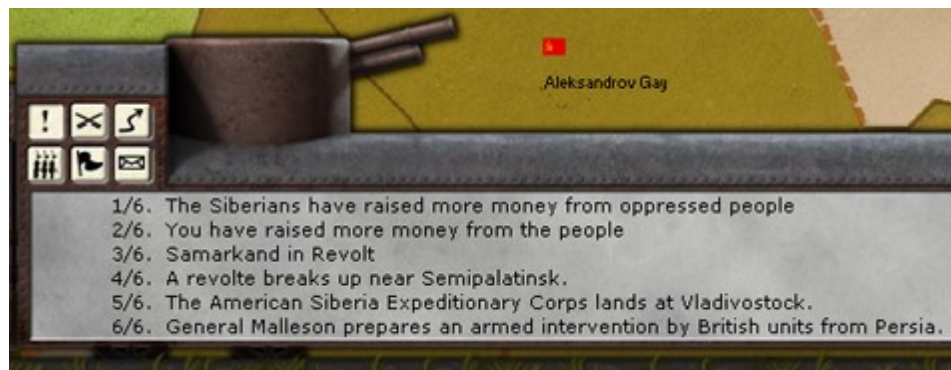 Aleksandrov Gay
1/6. The Siberians have raised more money from oppressed people
2/6. You have raised more money from the people
3/6. Samarkand in Revolt
4/6. A revolte breaks up near Semipalatinsk.
5/6. The American Siberia Expeditionary Corps lands at Vladivostock.
6/6. General Malleson prepares an armed intervention by British units from Persia.